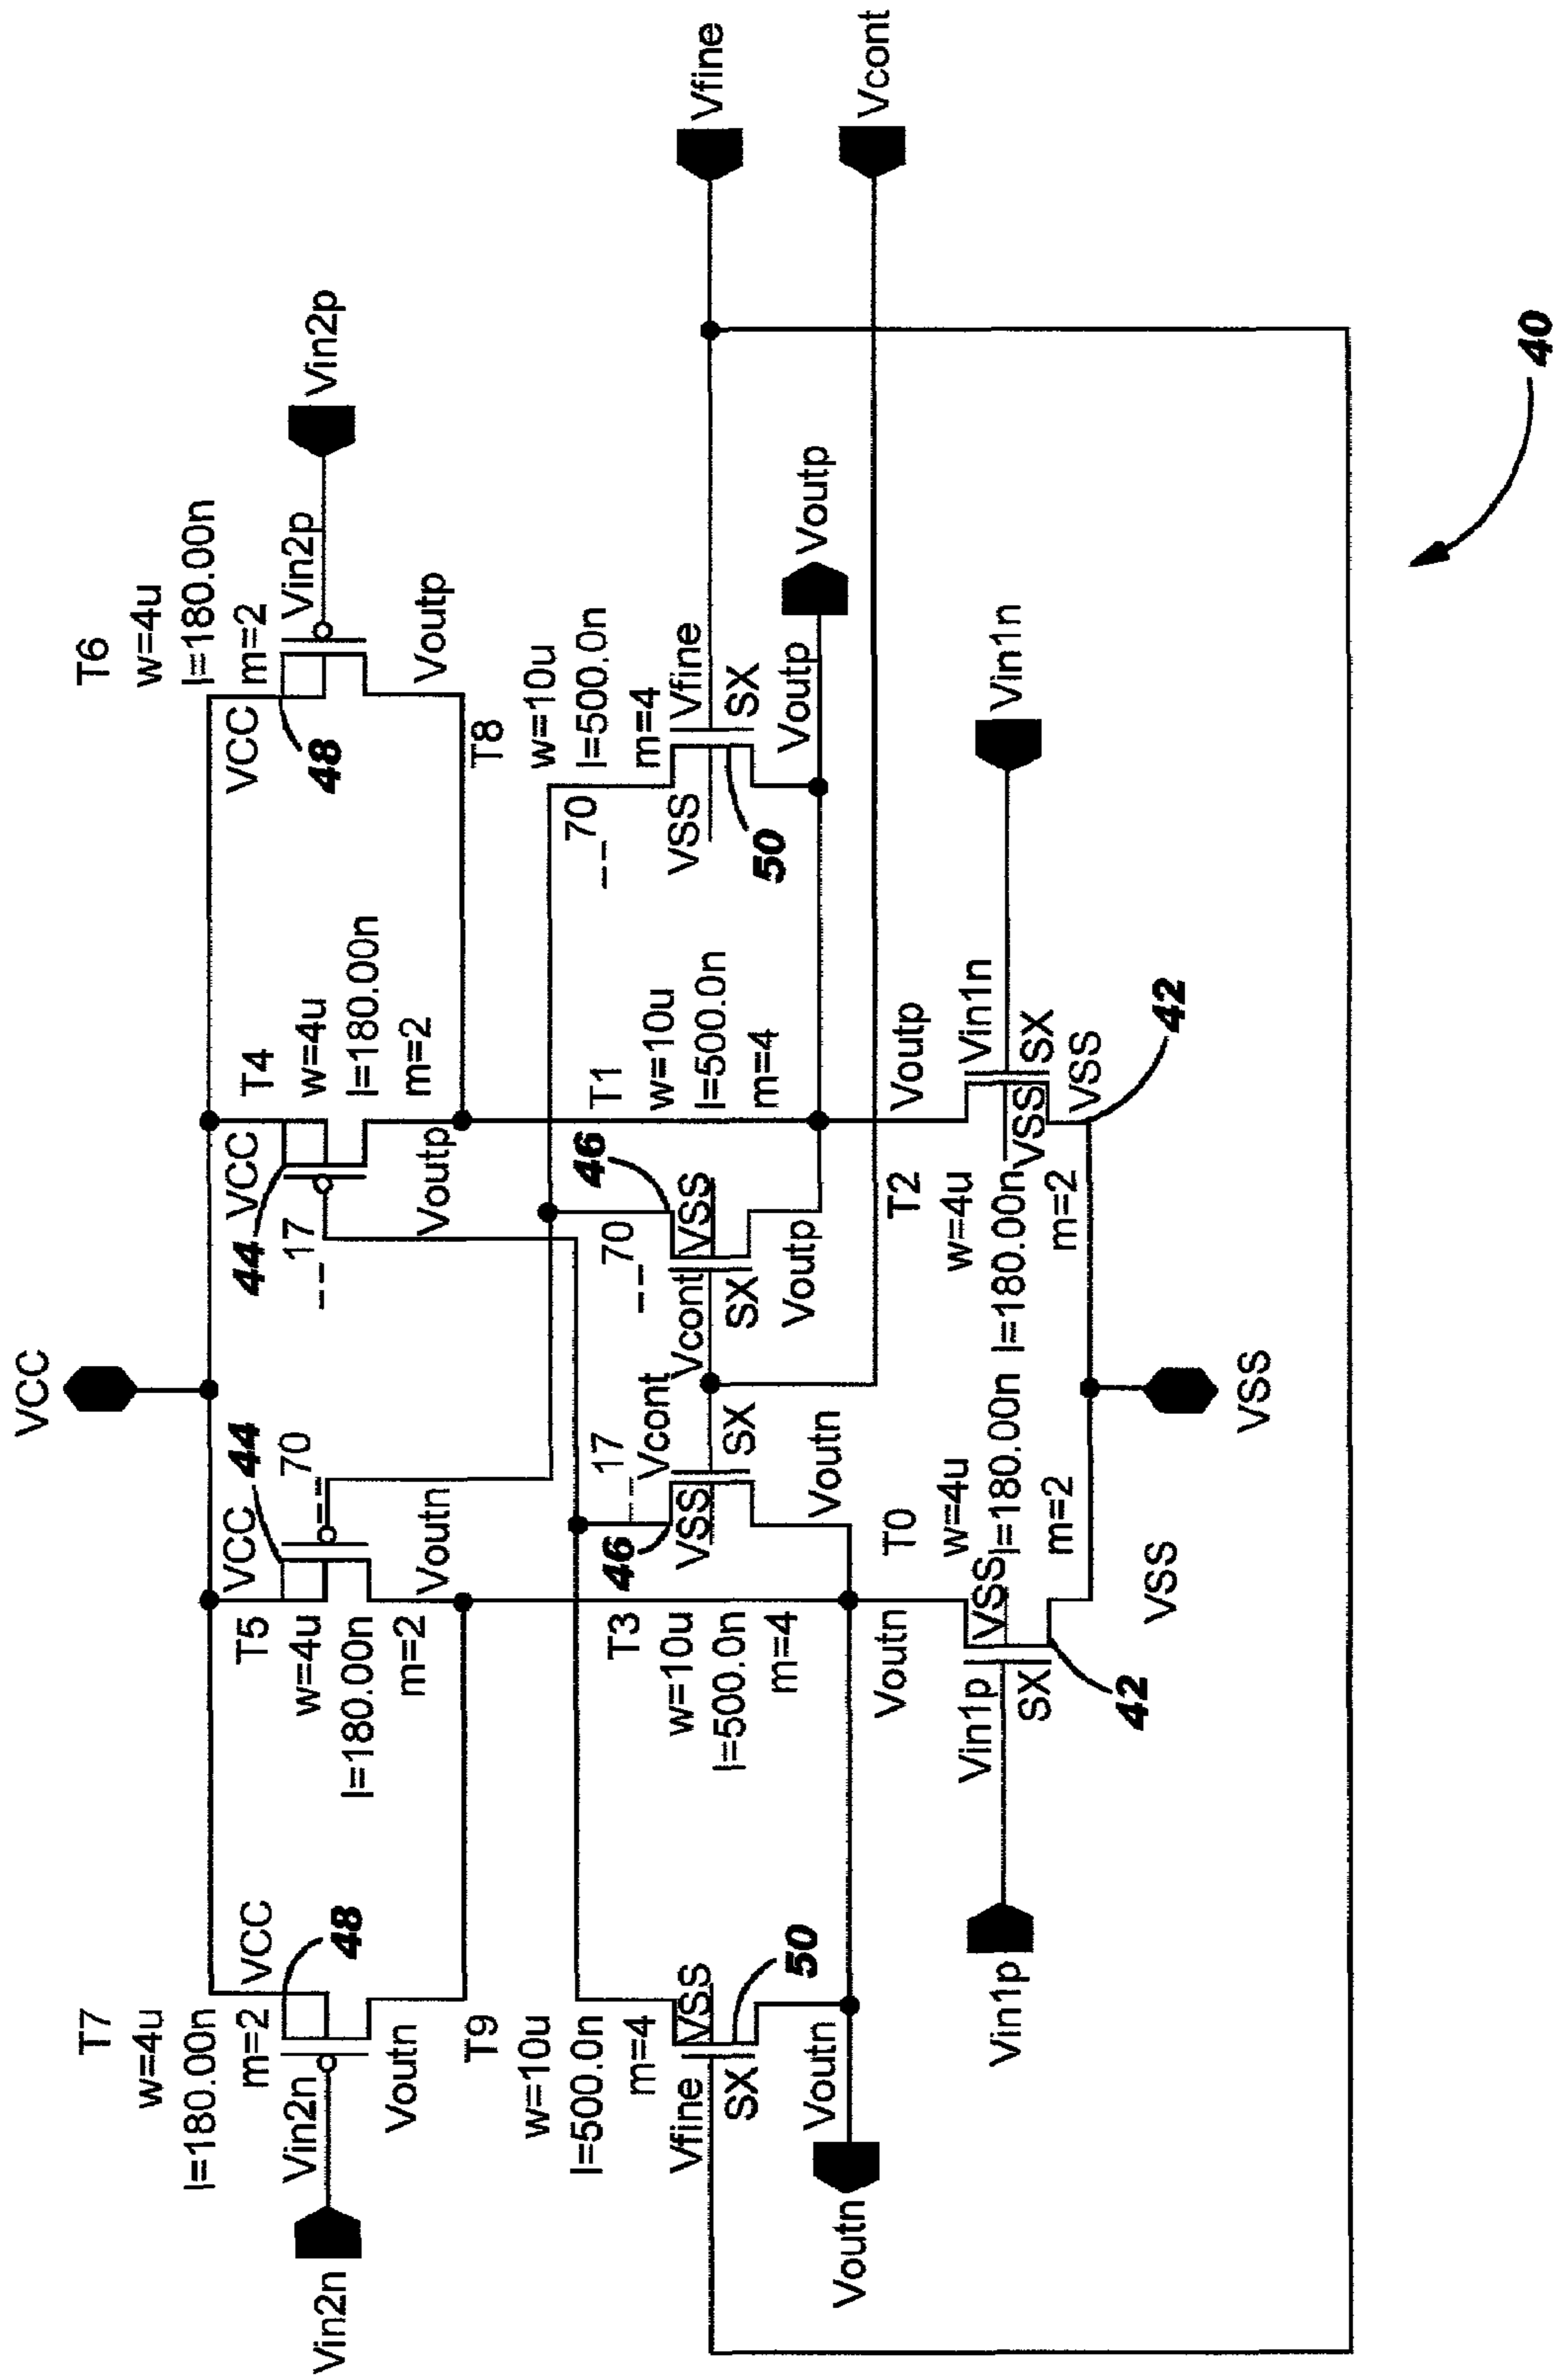 VCC
T7
w=4u
l=180.00n
m=2
VCC
48
Vin2n
Vin2n
Voutn
T5
w=4u
l=180.00n
m=2
VCC
44
__70
Voutn
T4
w=4u
l=180.00n
m=2
VCC
44
__17
Voutp
T6
w=4u
l=180.00n
m=2
VCC
48
Vin2p
Vin2p
Voutp
T9
w=10u
l=500.0n
m=4
Vfine
VSS
SX
50
Voutn
Voutn
T3
w=10u
l=500.0n
m=4
46
__17
VSS
Vcont
SX
Voutn
T1
w=10u
l=500.0n
m=4
46
__70
VSS
Vcont
SX
Voutp
T8
w=10u
l=500.0n
m=4
__70
VSS
Vfine
SX
50
Voutp
Voutp
Vfine
Vcont
Voutn
T0
w=4u
l=180.00n
m=2
Vin1p
Vin1p
VSS
SX
42
VSS
Voutp
T2
w=4u
l=180.00n
m=2
Vin1n
Vin1n
VSS
SX
VSS
42
VSS
40